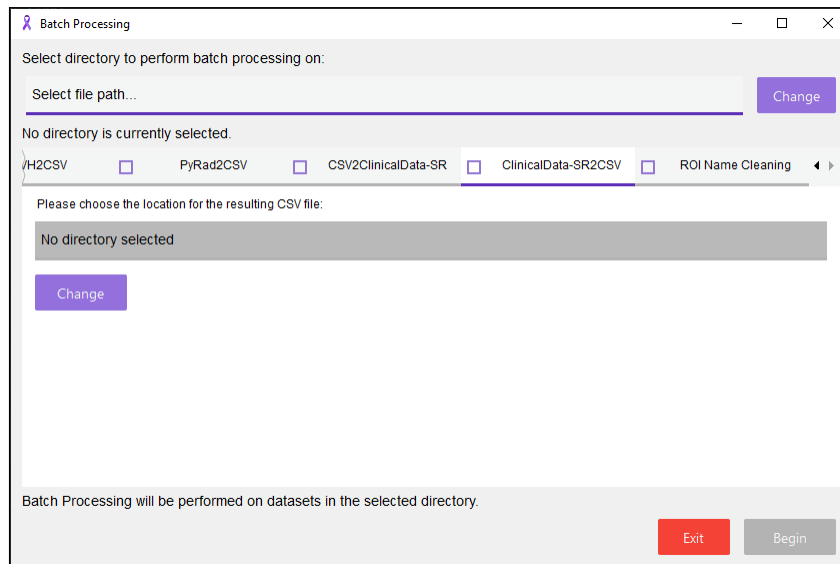 Batch Processing
Select directory to perform batch processing on:
Select file path...
Change
No directory is currently selected.
H2CSV PyRad2CSV CSV2ClinicalData-SR ClinicalData-SR2CSV ROI Name Cleaning
Please choose the location for the resulting CSV file:
No directory selected
Change
Batch Processing will be performed on datasets in the selected directory.
Exit Begin